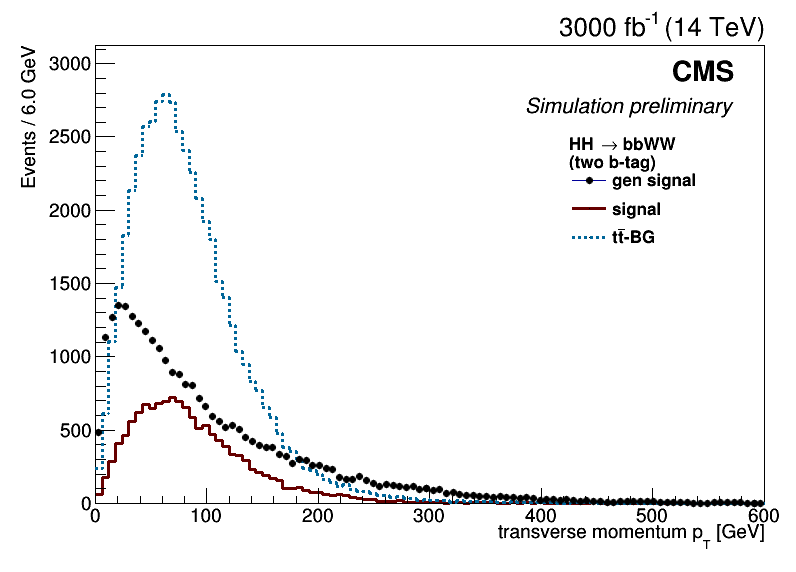 3000 fb-1 (14 TeV)
CMS
Simulation preliminary
HH → bbWW
(two b-tag)
gen signal
signal
tt̄-BG
Events / 6.0 GeV
3000
2500
2000
1500
1000
500
0
0 100 200 300 400 500 600
transverse momentum pT [GeV]